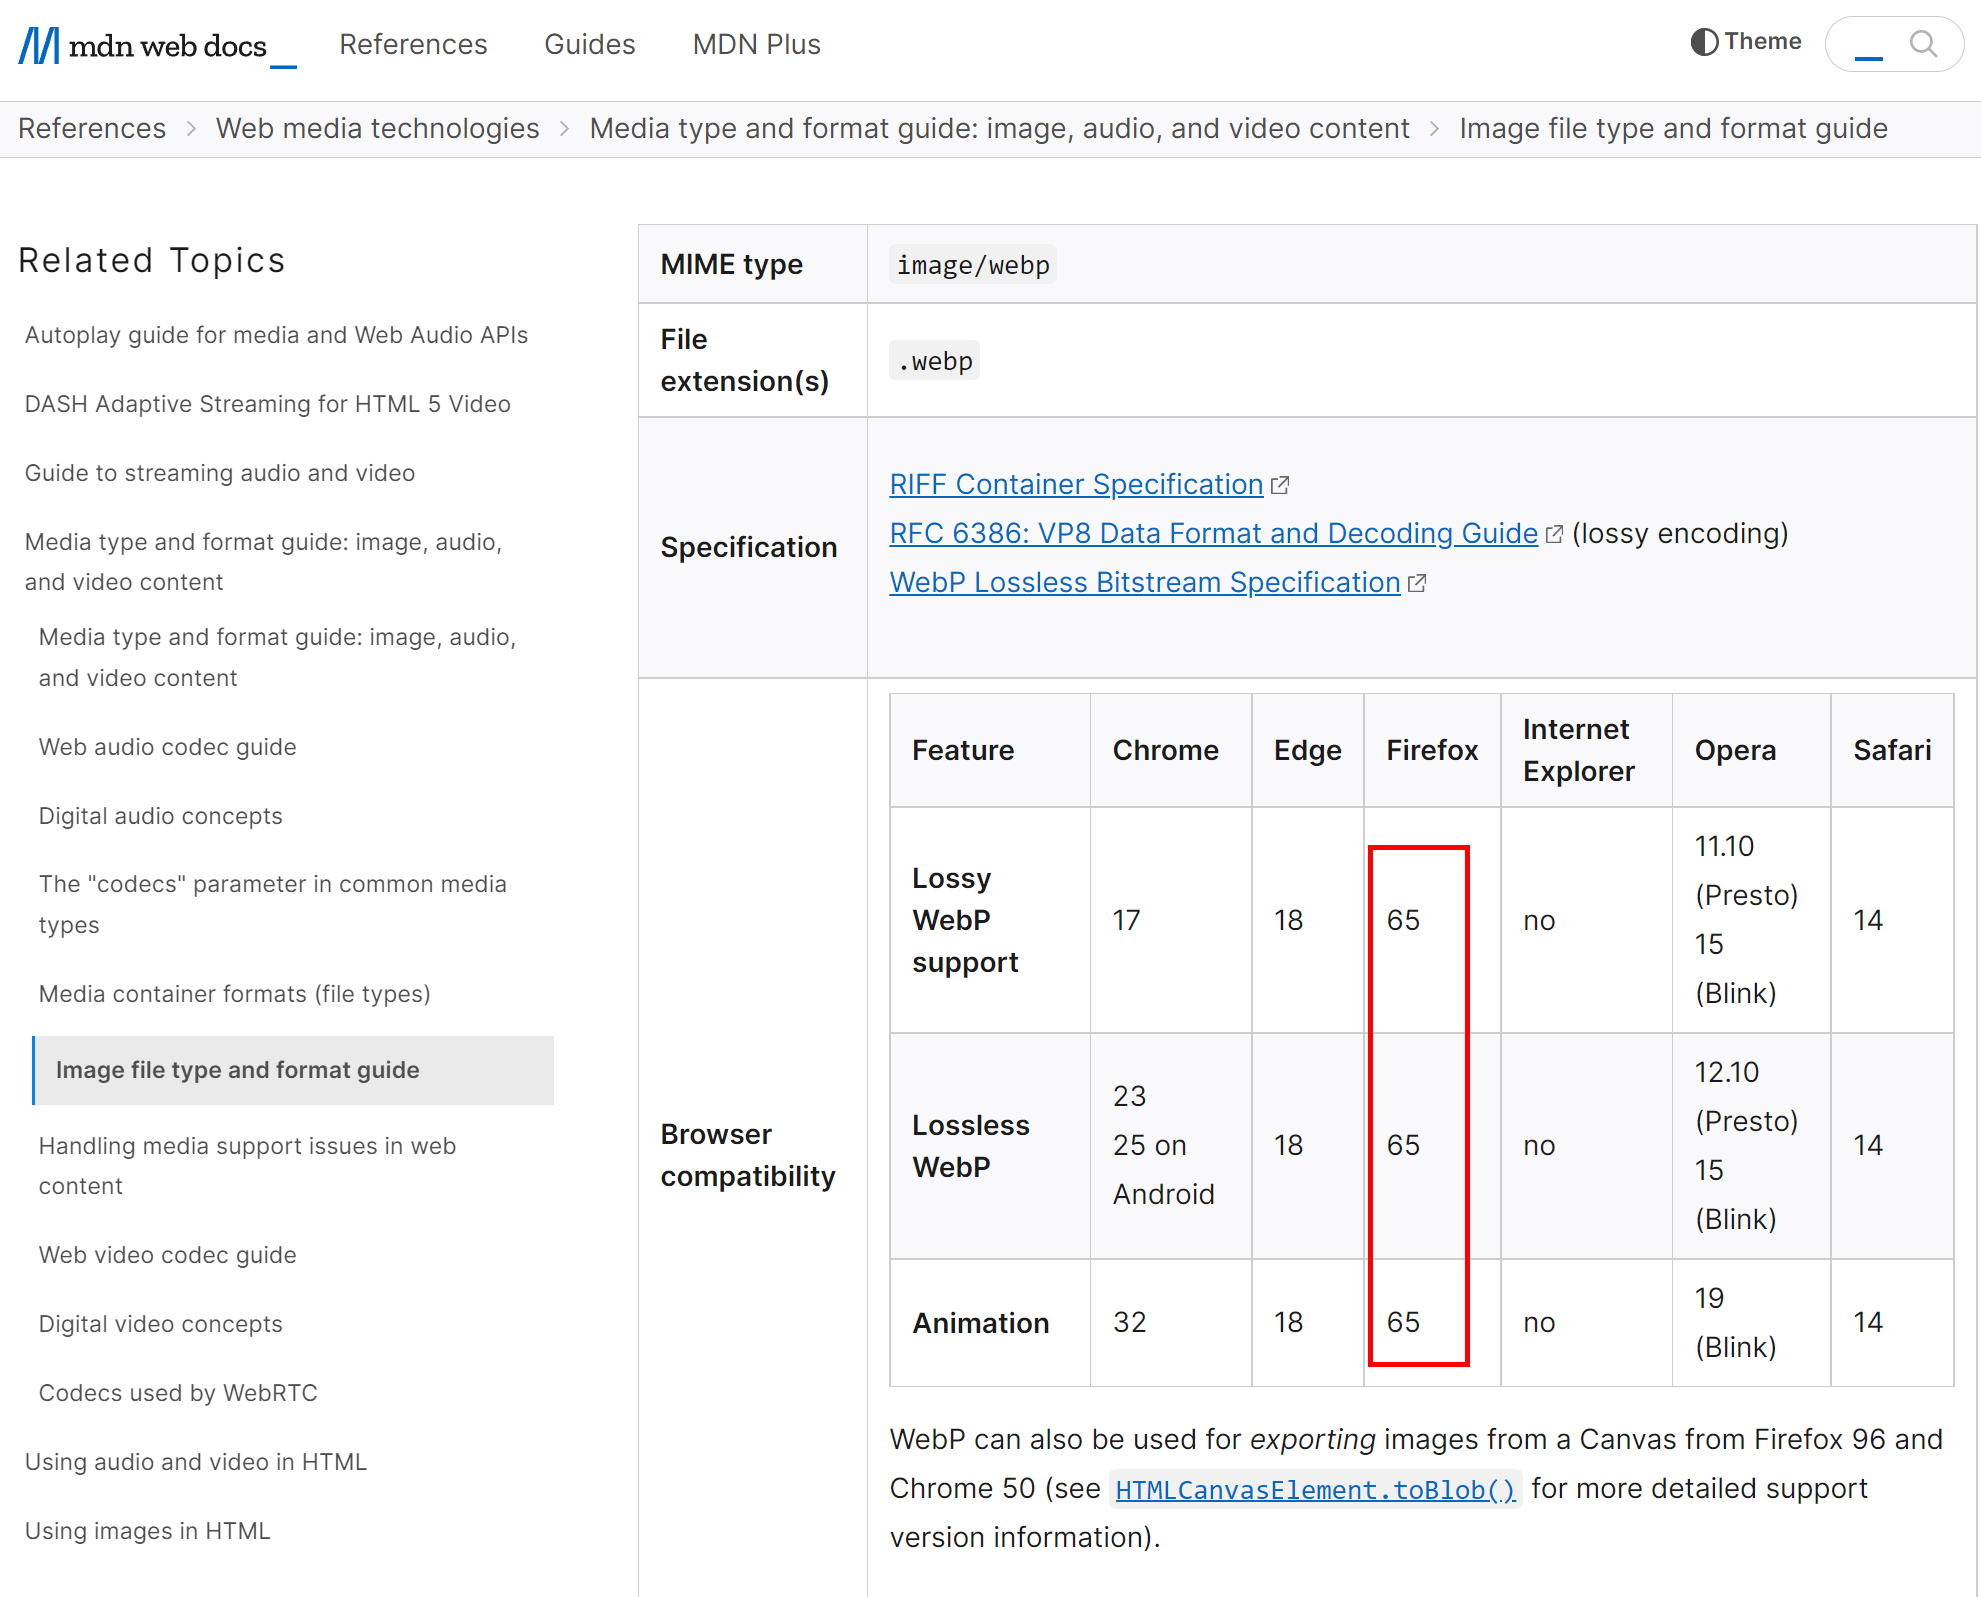 mdn web docs_
References
Guides
MDN Plus
Theme
References
Web media technologies
Media type and format guide: image, audio, and video content
Image file type and format guide
Related Topics
Autoplay guide for media and Web Audio APIs
DASH Adaptive Streaming for HTML 5 Video
Guide to streaming audio and video
Media type and format guide: image, audio,
and video content
Media type and format guide: image, audio,
and video content
Web audio codec guide
Digital audio concepts
The "codecs" parameter in common media
types
Media container formats (file types)
Image file type and format guide
Handling media support issues in web
content
Web video codec guide
Digital video concepts
Codecs used by WebRTC
Using audio and video in HTML
Using images in HTML
MIME type
image/webp
File
extension(s)
.webp
Specification
RIFF Container Specification
RFC 6386: VP8 Data Format and Decoding Guide (lossy encoding)
WebP Lossless Bitstream Specification
Browser
compatibility
Feature
Chrome
Edge
Firefox
Internet
Explorer
Opera
Safari
Lossy
WebP
support
17
18
65
no
11.10
(Presto)
15
(Blink)
14
Lossless
WebP
23
25 on
Android
18
65
no
12.10
(Presto)
15
(Blink)
14
Animation
32
18
65
no
19
(Blink)
14
WebP can also be used for exporting images from a Canvas from Firefox 96 and
Chrome 50 (see HTMLCanvasElement.toBlob() for more detailed support
version information).